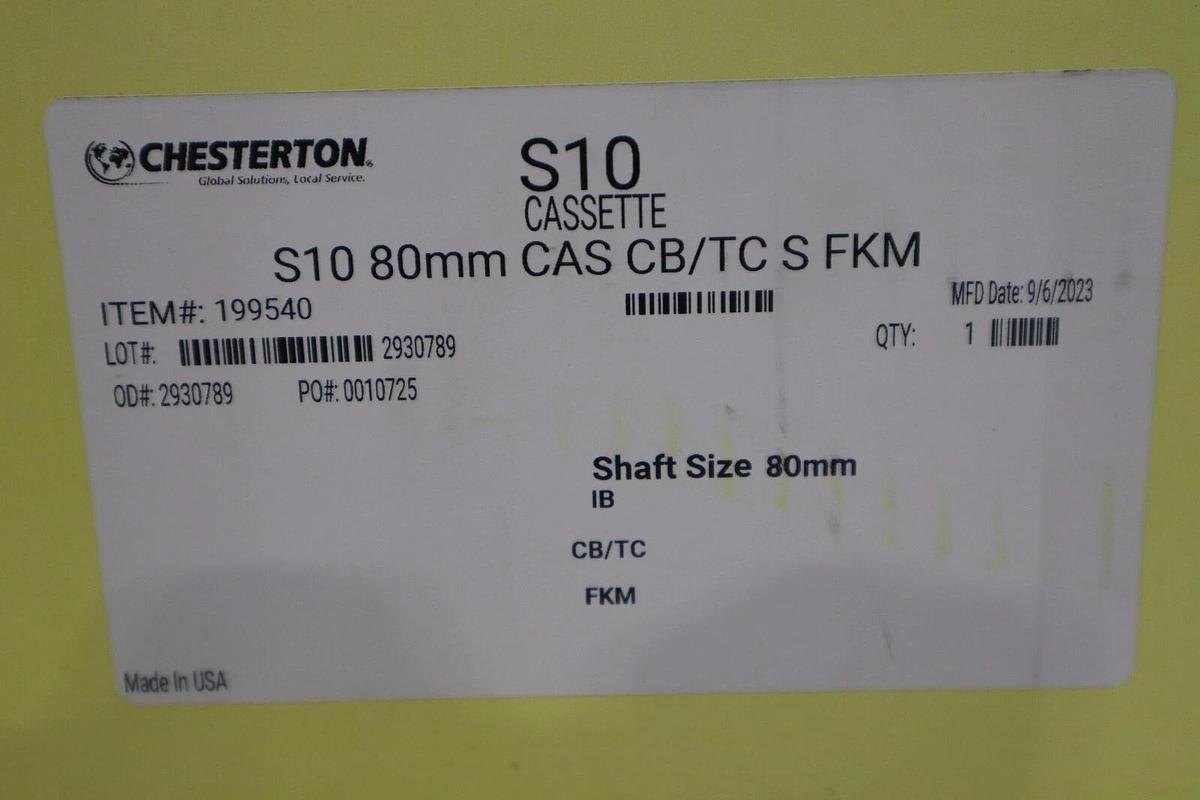 CHESTERTON®
Global Solutions, Local Service.
S10
CASSETTE
S10 80mm CAS CB/TC S FKM
ITEM#: 199540
MFD Date: 9/6/2023
LOT#: 2930789
QTY: 1
OD#: 2930789 PO#: 0010725
Shaft Size 80mm
IB
CB/TC
FKM
Made In USA